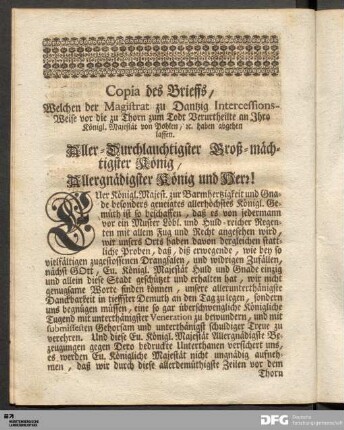 Copia des Brieffs,
Welchen der Magistrat zu Dantzig Intercessions-
Weise vor die zu Thorn zum Todt Verurtheilte an Ihro
Königl. Majestät von Pohlen, ꝛc. haben abgehen
lassen.
Aller-Durchlauchtigster Groß-mäch-
tigster König,
Allergnädigster König und Herr!
EUer Königl. Majest. zur Barmhertzigkeit und Gna-
de besonders geneigtes allerhöchstes Königl. Ge-
müth ist so beschaffen, daß es von jedermann
vor ein Muster Löbl. und Huld-reicher Regen-
ten mit allem Fug und Recht angesehen wird,
wir unsers Orts haben davon dergleichen statt-
liche Proben, daß, diß erwegende, wie bey so
vielfältigen zugestossenen Drangsalen, und widrigen Zufällen,
nächst GOtt, Eu. Königl. Majestät Huld und Gnade eintzig
und allein diese Stadt geschützet und erhalten hat, wir nicht
genugsame Worte finden können, unsere allerunterthänigste
Danckbarkeit in tieffster Demuth an den Tag zu legen, sondern
uns begnügen müssen, eine so gar überschwengliche Königliche
Tugend mit unterthänigster Veneration zu bewundern, und mit
submissesten Gehorsam und unterthänigst schuldiger Treue zu
verehren. Und diese Eu. Königl. Majestät Allergnädigste Be-
zeigungen gegen Dero bedruckte Unterthanen versichert uns,
es werden Eu. Königliche Majestät nicht ungnädig aufneh-
men, daß wir durch diese allerdemüthigste Zeilen vor dem
Thorn
DFG